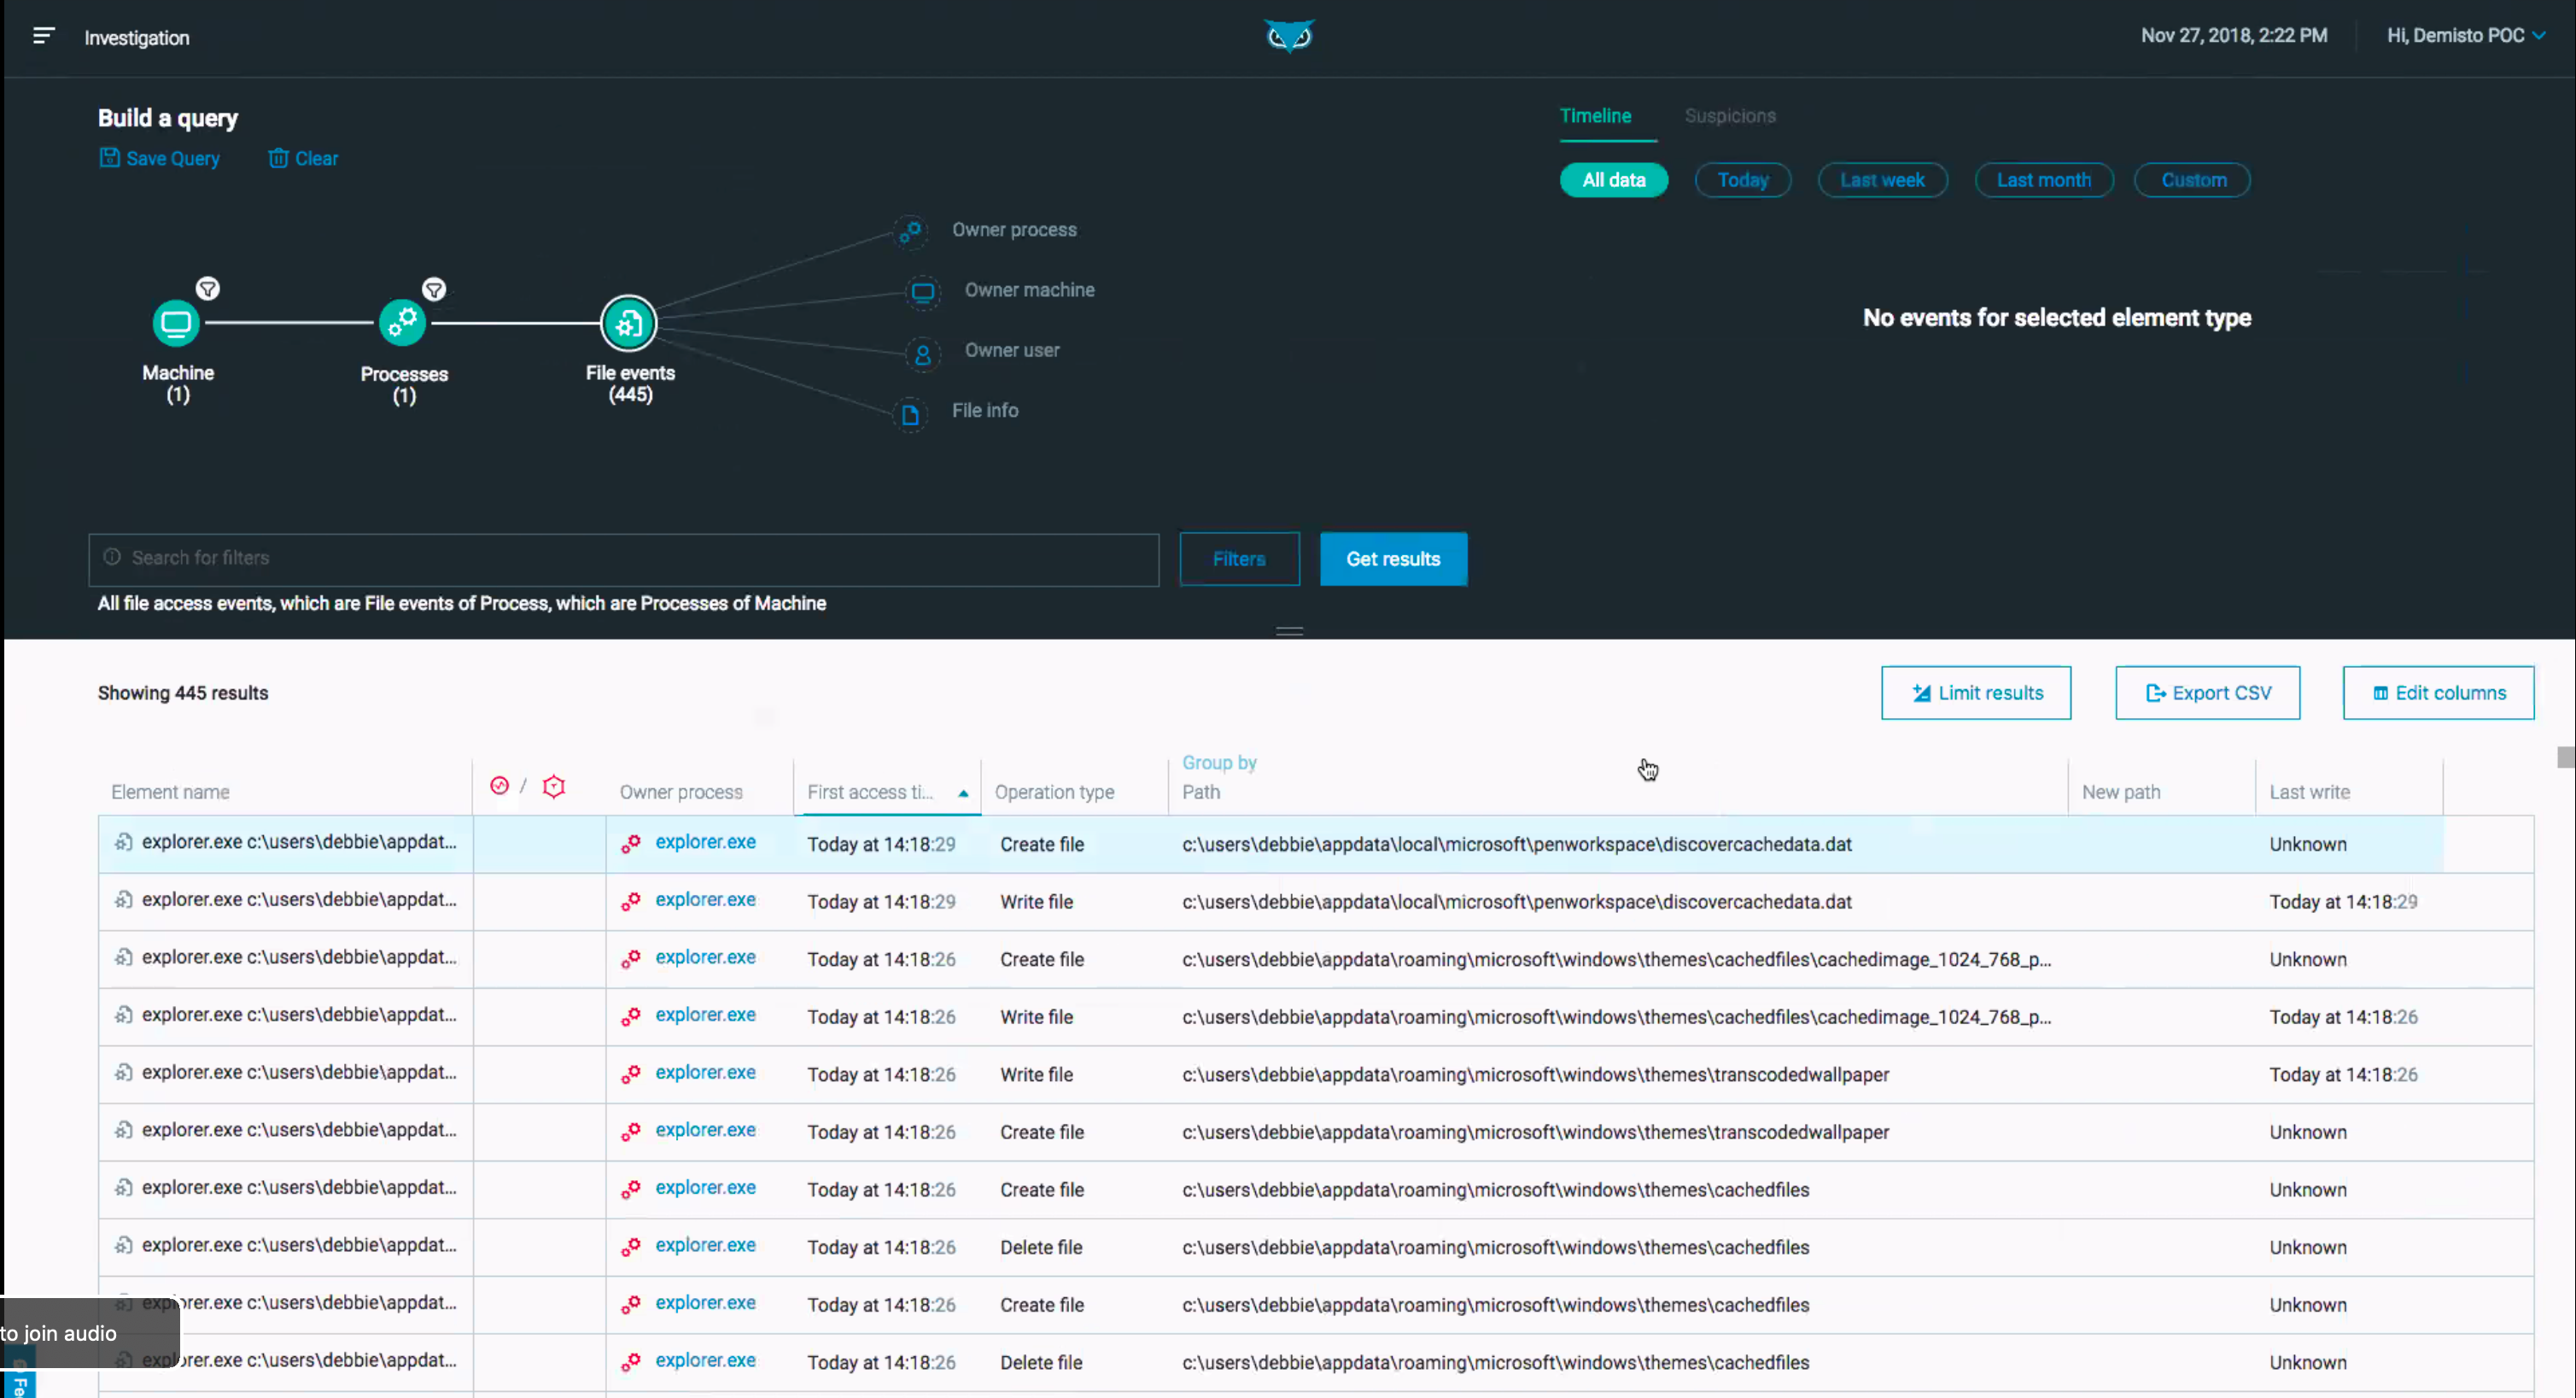 Investigation
Nov 27, 2018, 2:22 PM
Hi, Demisto POC
Build a query
Save Query
Clear
Timeline
Suspicions
All data
Today
Last week
Last month
Custom
Owner process
Owner machine
Owner user
File info
Machine
(1)
Processes
(1)
File events
(445)
No events for selected element type
Search for filters
Filters
Get results
All file access events, which are File events of Process, which are Processes of Machine
Showing 445 results
Limit results
Export CSV
Edit columns
Group by
Element name / Owner process First access ti... Operation type Path New path Last write
explorer.exe c:\users\debbie\appdat... explorer.exe Today at 14:18:29 Create file c:\users\debbie\appdata\local\microsoft\penworkspace\discovercachedata.dat Unknown
explorer.exe c:\users\debbie\appdat... explorer.exe Today at 14:18:29 Write file c:\users\debbie\appdata\local\microsoft\penworkspace\discovercachedata.dat Today at 14:18:29
explorer.exe c:\users\debbie\appdat... explorer.exe Today at 14:18:26 Create file c:\users\debbie\appdata\roaming\microsoft\windows\themes\cachedfiles\cachedimage_1024_768_p... Unknown
explorer.exe c:\users\debbie\appdat... explorer.exe Today at 14:18:26 Write file c:\users\debbie\appdata\roaming\microsoft\windows\themes\cachedfiles\cachedimage_1024_768_p... Today at 14:18:26
explorer.exe c:\users\debbie\appdat... explorer.exe Today at 14:18:26 Write file c:\users\debbie\appdata\roaming\microsoft\windows\themes\transcodedwallpaper Today at 14:18:26
explorer.exe c:\users\debbie\appdat... explorer.exe Today at 14:18:26 Create file c:\users\debbie\appdata\roaming\microsoft\windows\themes\transcodedwallpaper Unknown
explorer.exe c:\users\debbie\appdat... explorer.exe Today at 14:18:26 Create file c:\users\debbie\appdata\roaming\microsoft\windows\themes\cachedfiles Unknown
explorer.exe c:\users\debbie\appdat... explorer.exe Today at 14:18:26 Delete file c:\users\debbie\appdata\roaming\microsoft\windows\themes\cachedfiles Unknown
explorer.exe c:\users\debbie\appdat... explorer.exe Today at 14:18:26 Create file c:\users\debbie\appdata\roaming\microsoft\windows\themes\cachedfiles Unknown
to join audio
explorer.exe c:\users\debbie\appdat... explorer.exe Today at 14:18:26 Delete file c:\users\debbie\appdata\roaming\microsoft\windows\themes\cachedfiles Unknown
Fe